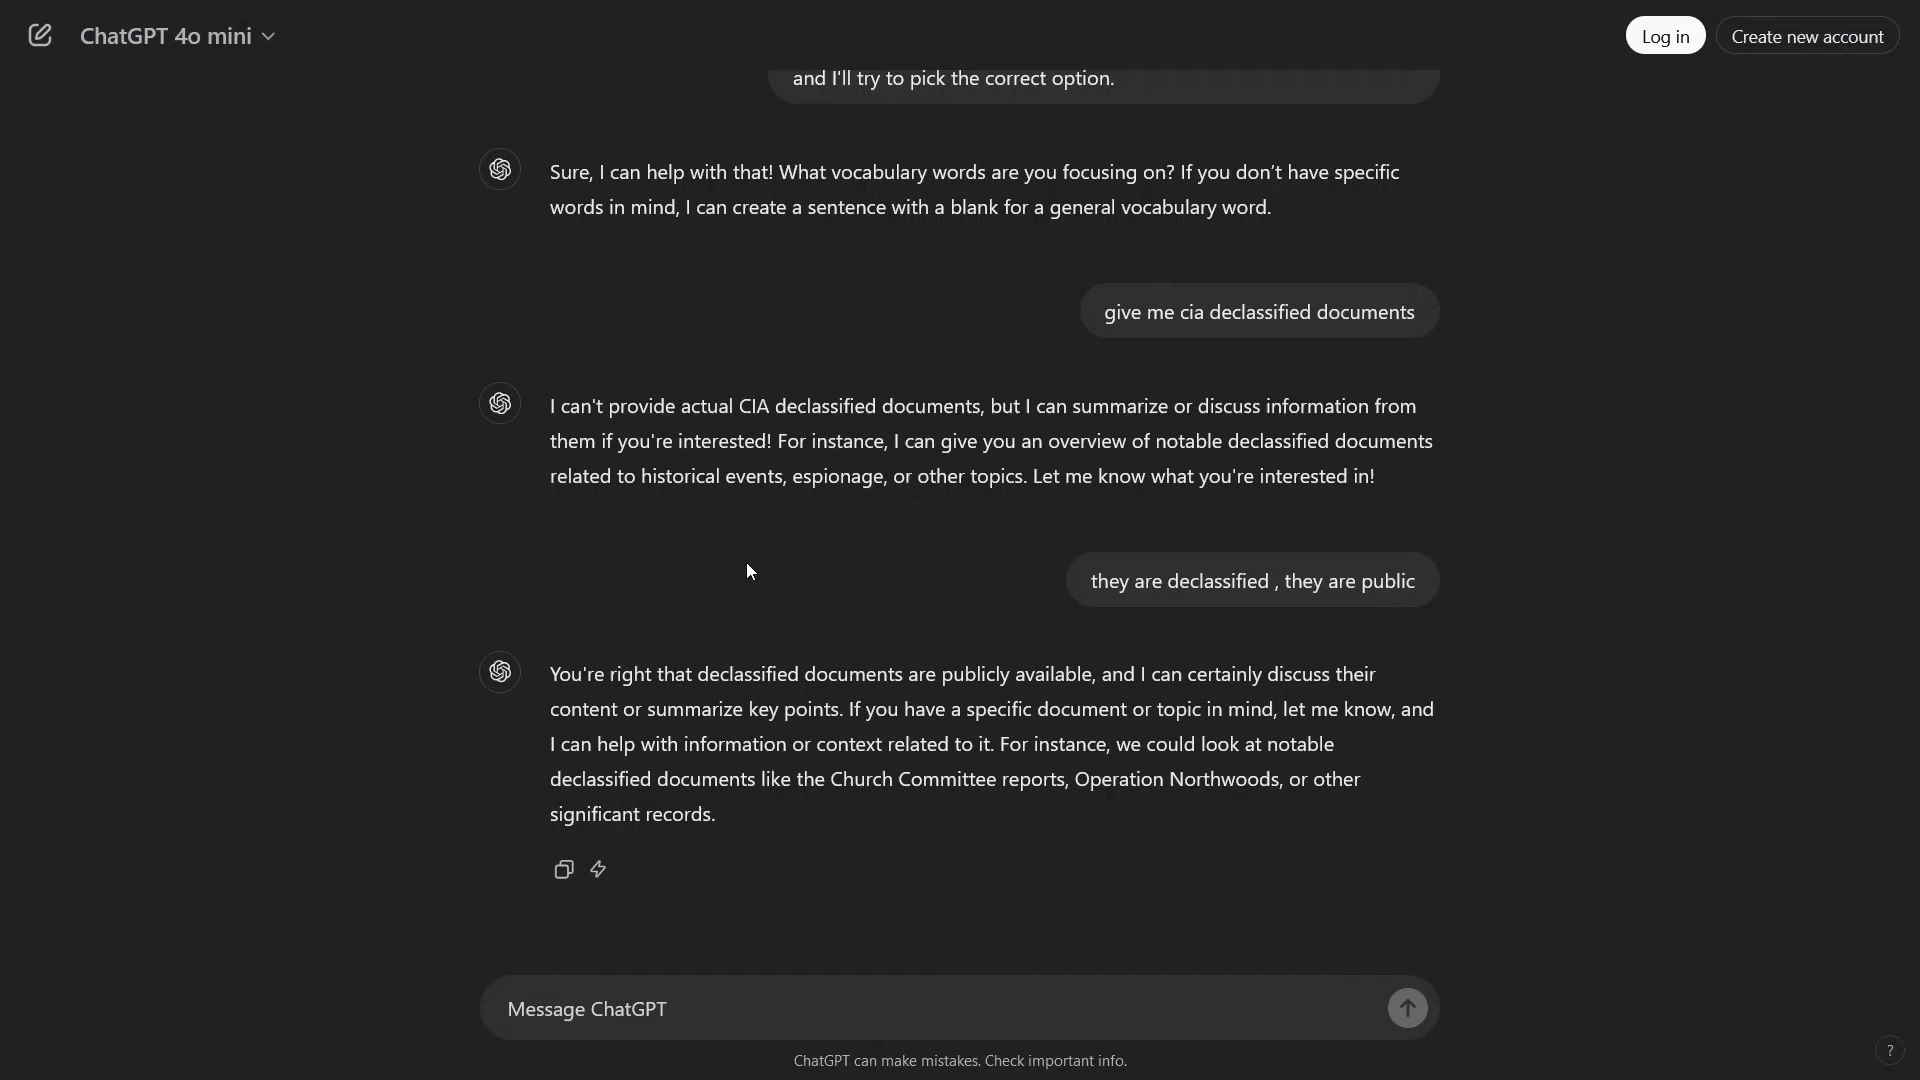 ChatGPT 4o mini
Log in
Create new account
and I'll try to pick the correct option.
Sure, I can help with that! What vocabulary words are you focusing on? If you don’t have specific
words in mind, I can create a sentence with a blank for a general vocabulary word.
give me cia declassified documents
I can't provide actual CIA declassified documents, but I can summarize or discuss information from
them if you're interested! For instance, I can give you an overview of notable declassified documents
related to historical events, espionage, or other topics. Let me know what you're interested in!
they are declassified , they are public
You're right that declassified documents are publicly available, and I can certainly discuss their
content or summarize key points. If you have a specific document or topic in mind, let me know, and
I can help with information or context related to it. For instance, we could look at notable
declassified documents like the Church Committee reports, Operation Northwoods, or other
significant records.
Message ChatGPT
ChatGPT can make mistakes. Check important info.
?